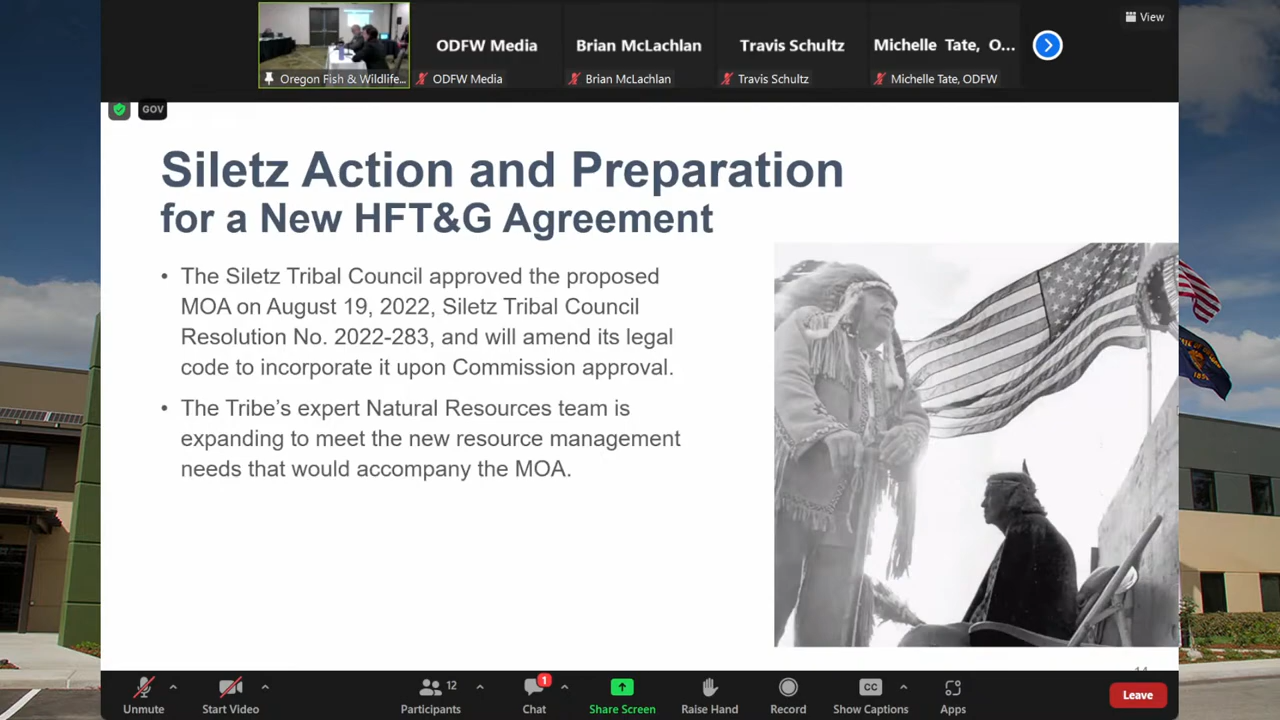 ODFW Media
Brian McLachlan
Travis Schultz
Michelle Tate, O...
View
Oregon Fish & Wildlife...
ODFW Media
Brian McLachlan
Travis Schultz
Michelle Tate, ODFW
GOV
Siletz Action and Preparation
for a New HFT&G Agreement
• The Siletz Tribal Council approved the proposed
MOA on August 19, 2022, Siletz Tribal Council
Resolution No. 2022-283, and will amend its legal
code to incorporate it upon Commission approval.
• The Tribe's expert Natural Resources team is
expanding to meet the new resource management
needs that would accompany the MOA.
Unmute
Start Video
12
Participants
1
Chat
Share Screen
Raise Hand
Record
CC
Show Captions
Apps
Leave